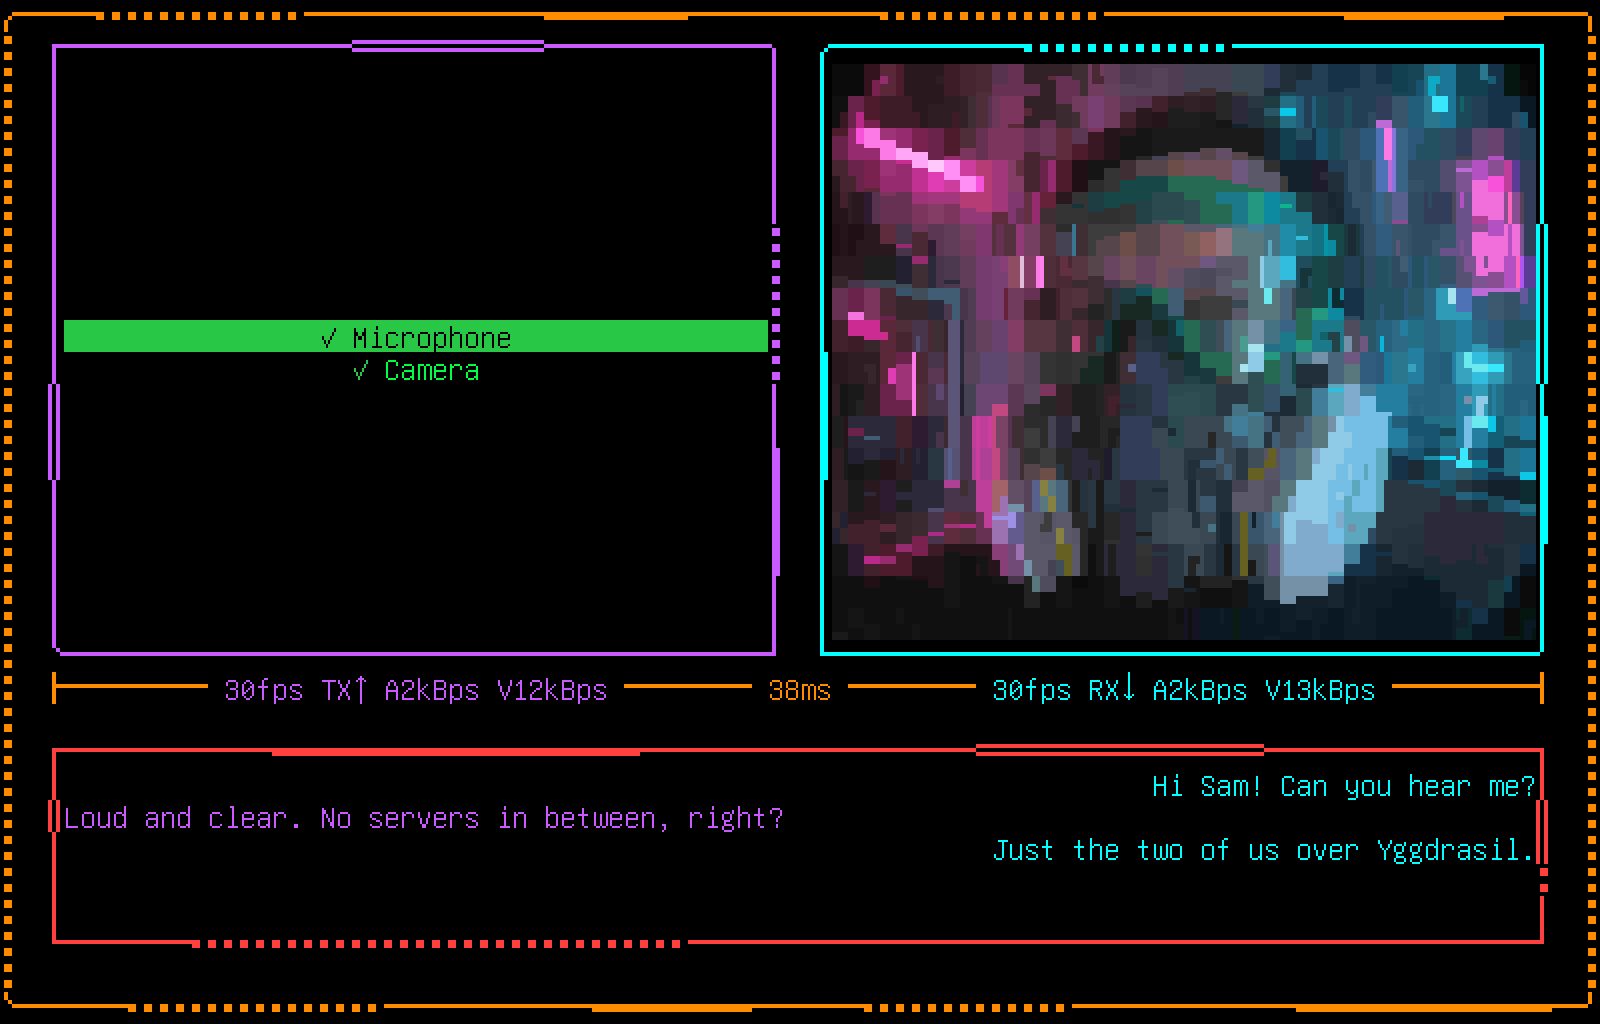 ✓ Microphone
✓ Camera
30fps TX↑ A2kBps V12kBps
38ms
30fps RX↓ A2kBps V13kBps
Hi Sam! Can you hear me?
Loud and clear. No servers in between, right?
Just the two of us over Yggdrasil.